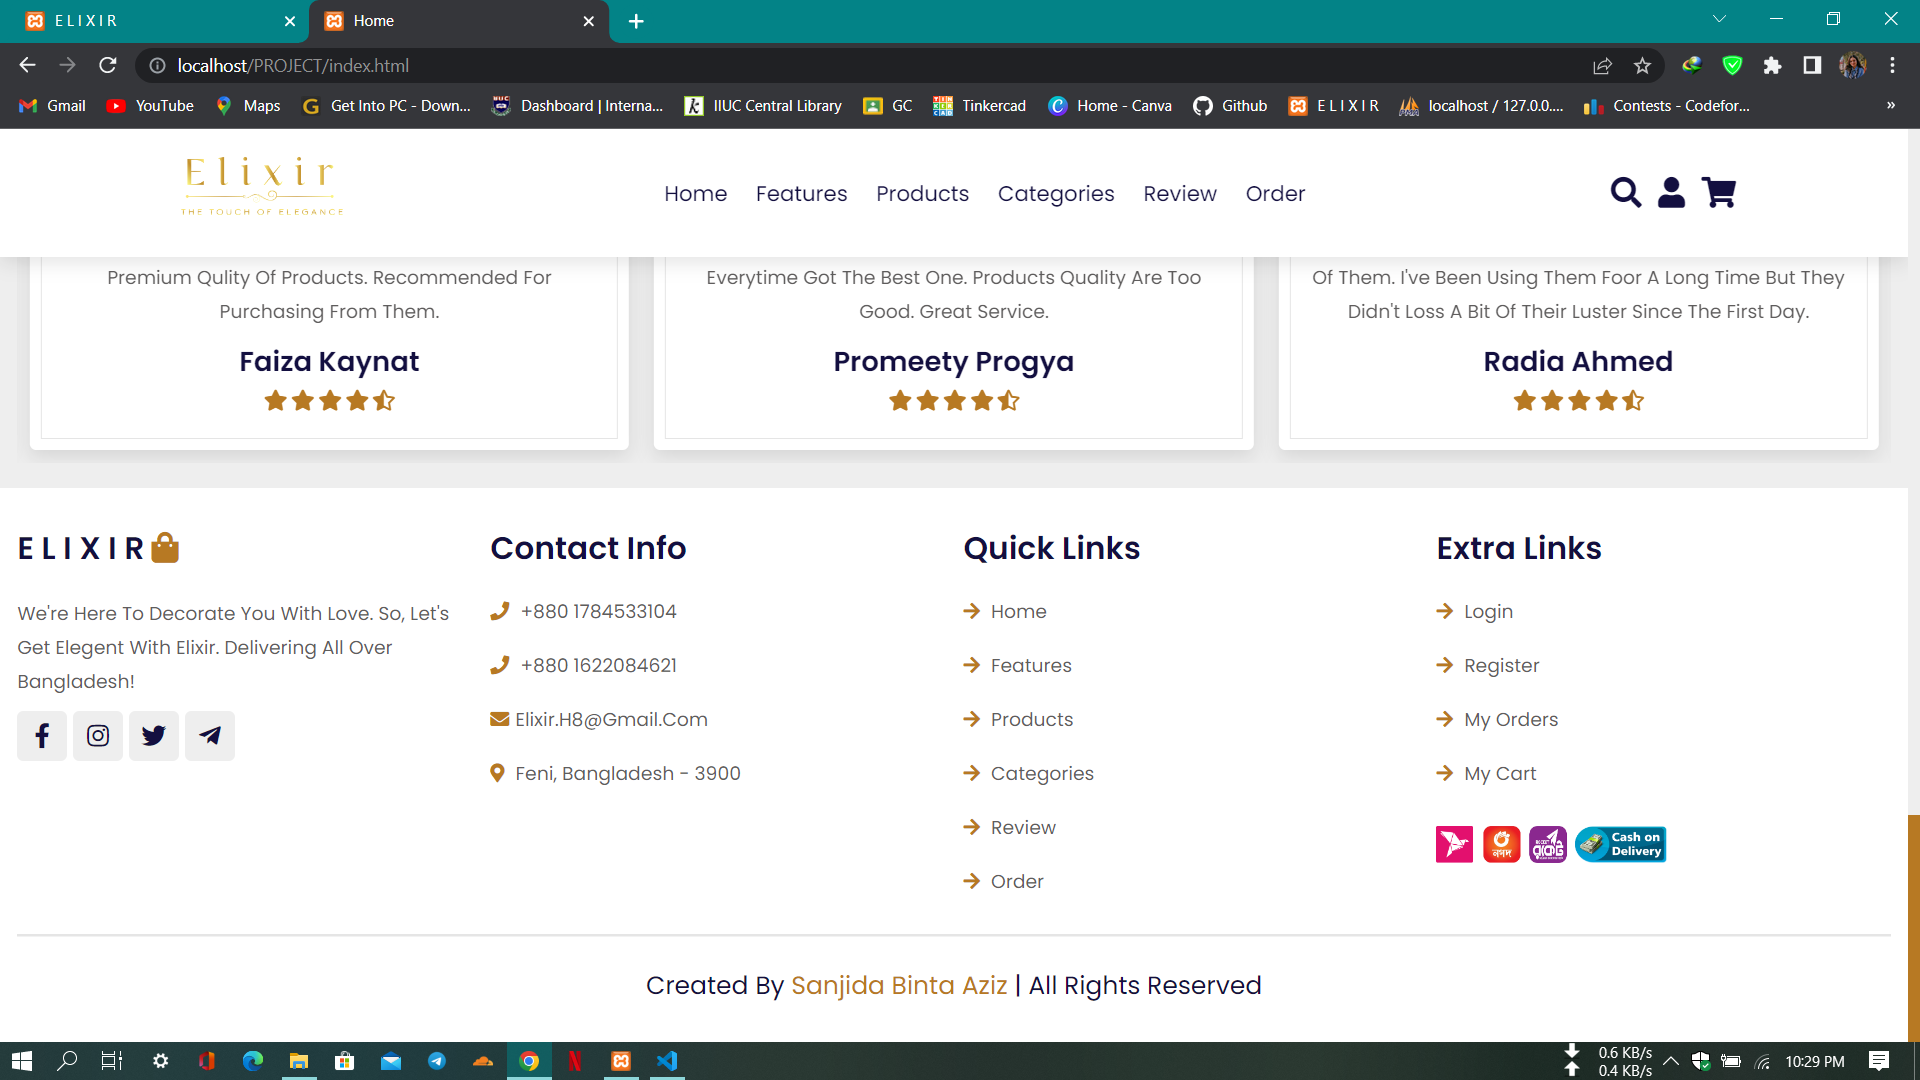 E L I X I R
Home
localhost/PROJECT/index.html
Gmail
YouTube
Maps
Get Into PC - Down...
Dashboard | Interna...
IIUC Central Library
GC
Tinkercad
Home - Canva
Github
E L I X I R
localhost / 127.0.0....
Contests - Codefor...
»
Elixir
THE TOUCH OF ELEGANCE
Home
Features
Products
Categories
Review
Order
Premium Qulity Of Products. Recommended For
Purchasing From Them.
Faiza Kaynat
Everytime Got The Best One. Products Quality Are Too
Good. Great Service.
Promeety Progya
Of Them. I've Been Using Them Foor A Long Time But They
Didn't Loss A Bit Of Their Luster Since The First Day.
Radia Ahmed
E L I X I R
We're Here To Decorate You With Love. So, Let's
Get Elegent With Elixir. Delivering All Over
Bangladesh!
Contact Info
+880 1784533104
+880 1622084621
Elixir.H8@Gmail.Com
Feni, Bangladesh - 3900
Quick Links
Home
Features
Products
Categories
Review
Order
Extra Links
Login
Register
My Orders
My Cart
নগদ
Cash on
Delivery
Created By Sanjida Binta Aziz | All Rights Reserved
0.6 KB/s
0.4 KB/s
10:29 PM